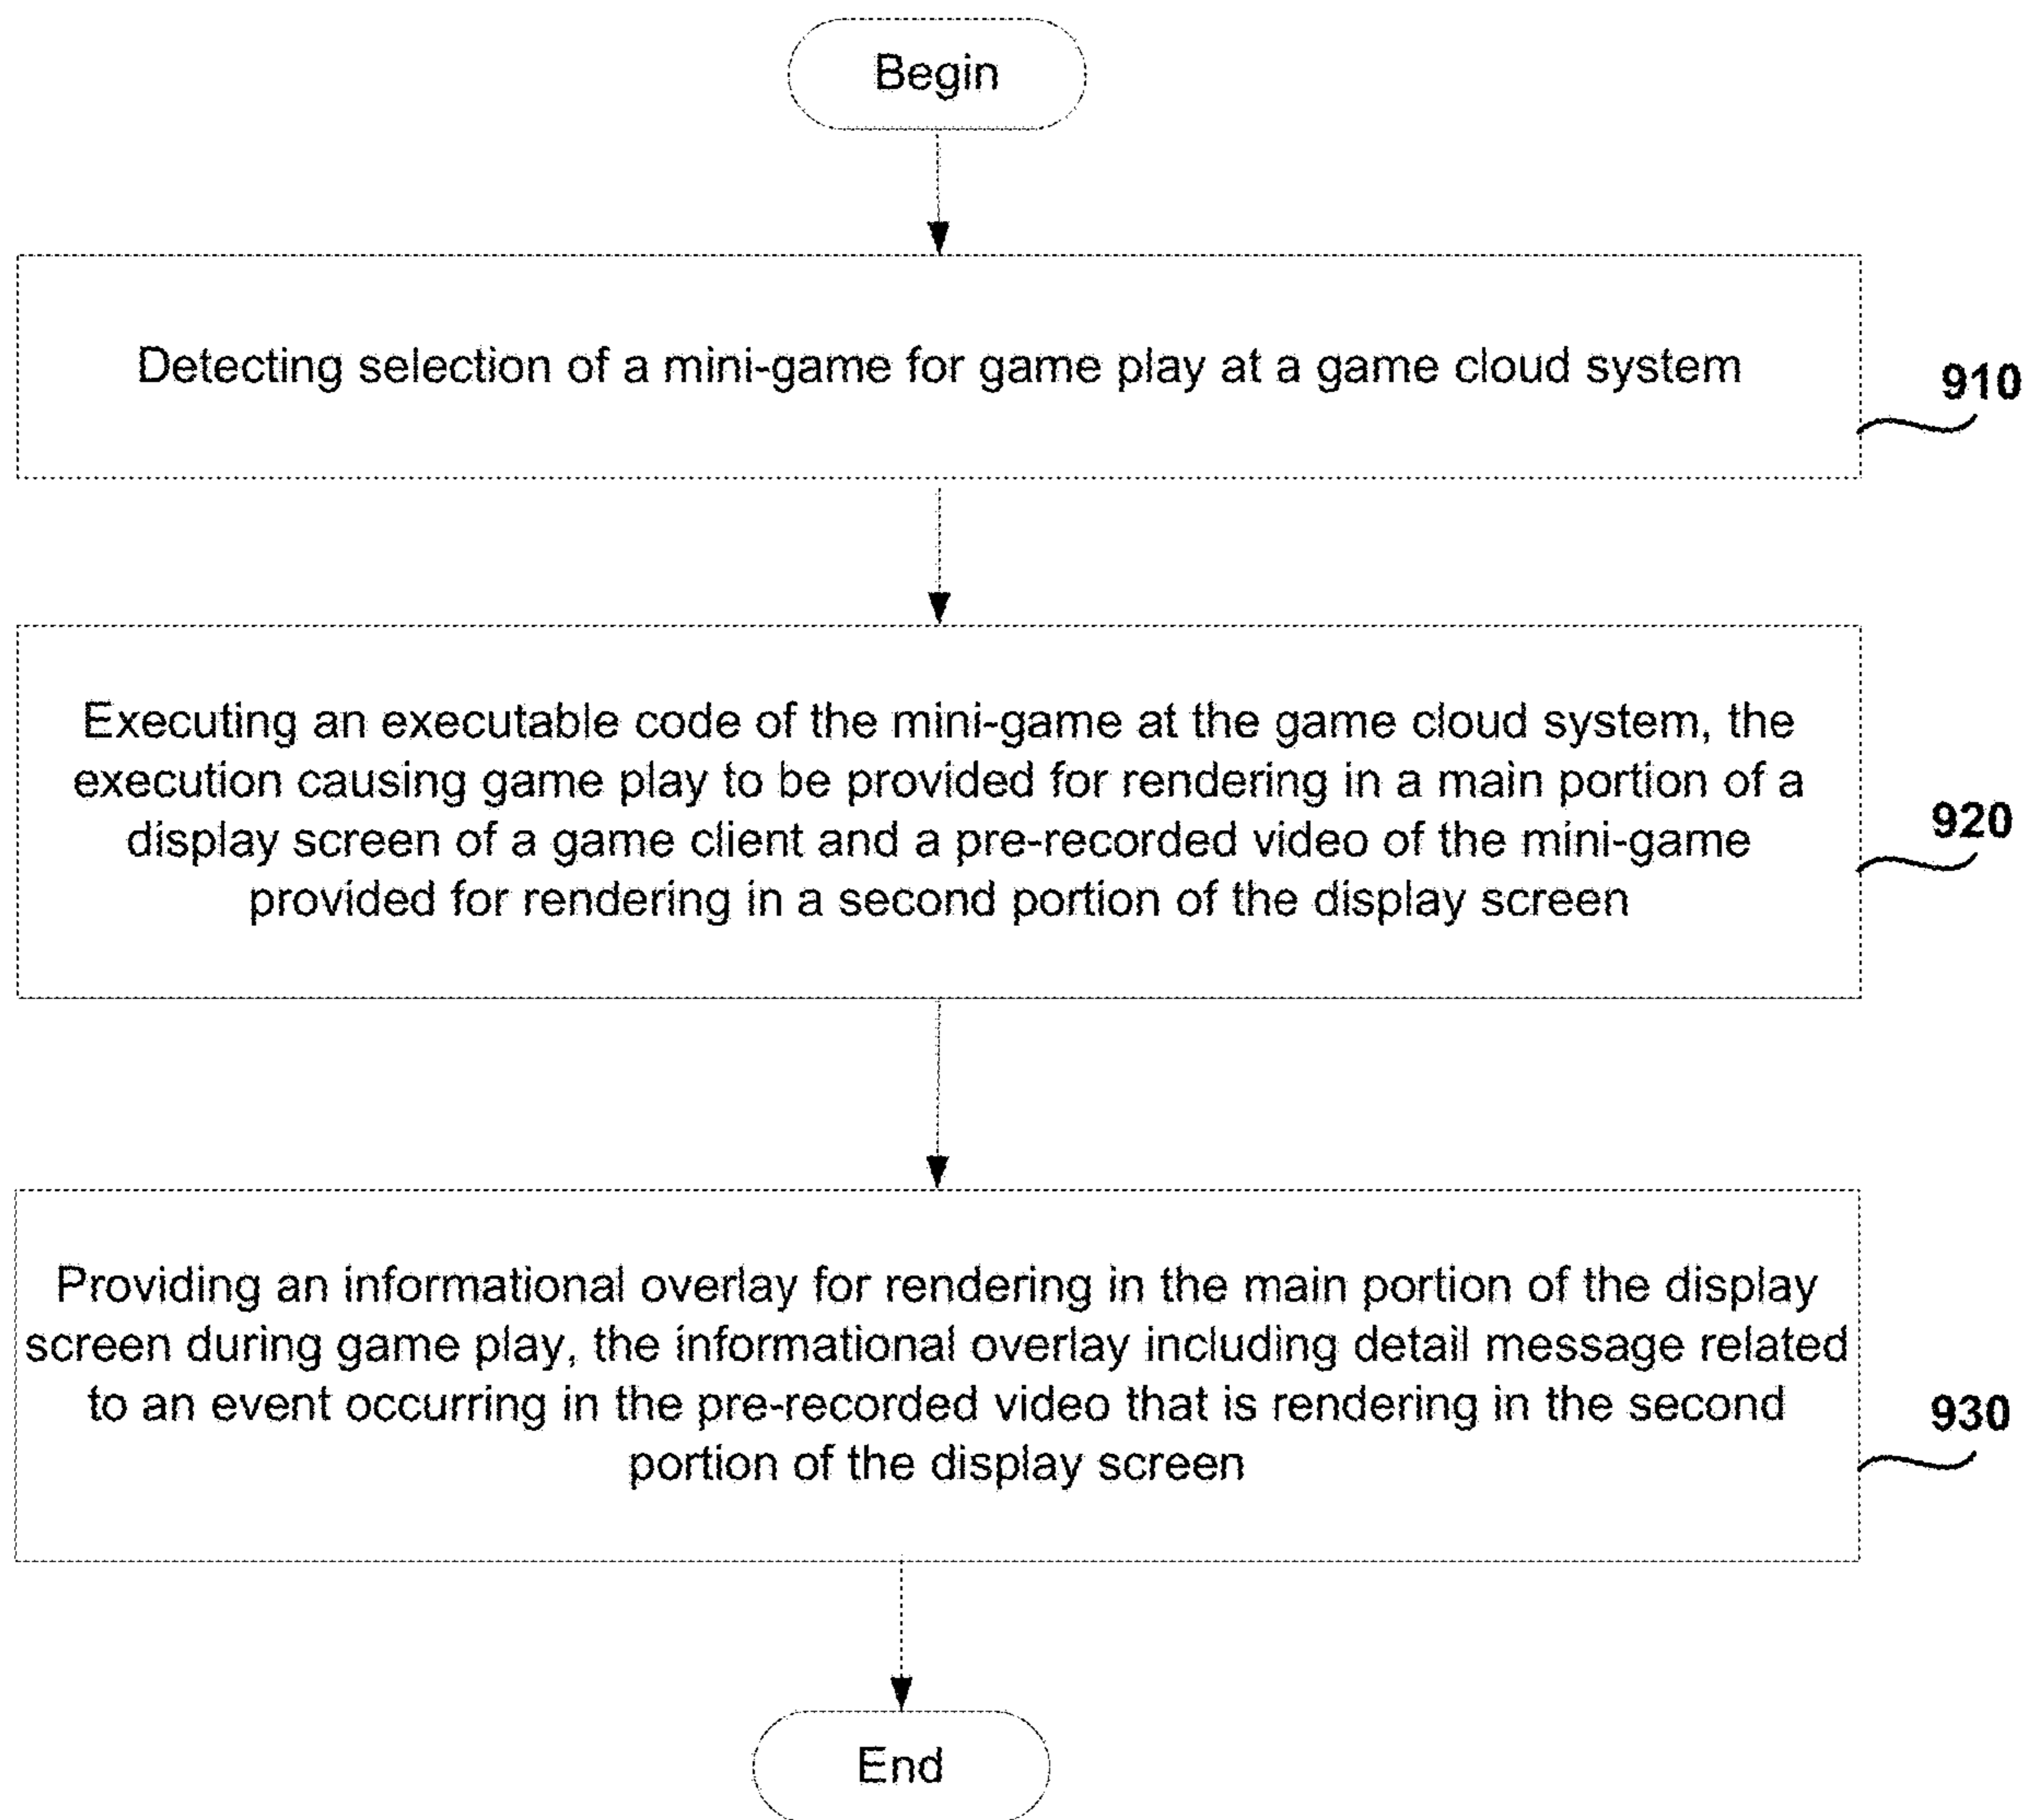 Begin
Detecting selection of a mini-game for game play at a game cloud system
910
Executing an executable code of the mini-game at the game cloud system, the
execution causing game play to be provided for rendering in a main portion of a
display screen of a game client and a pre-recorded video of the mini-game
provided for rendering in a second portion of the display screen
920
Providing an informational overlay for rendering in the main portion of the display
screen during game play, the informational overlay including detail message related
to an event occurring in the pre-recorded video that is rendering in the second
portion of the display screen
930
End